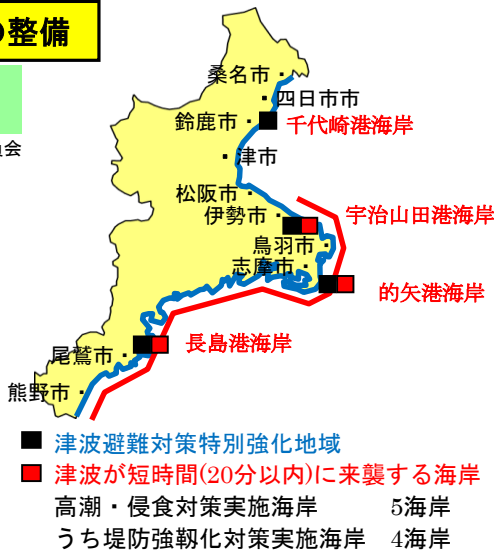 の整備
員会
桑名市
四日市市
鈴鹿市
千代崎港海岸
津市
松阪市
伊勢市
宇治山田港海岸
鳥羽市
志摩市
的矢港海岸
長島港海岸
尾鷲市
熊野市
津波避難対策特別強化地域
津波が短時間(20分以内)に来襲する海岸
高潮・侵食対策実施海岸 5海岸
うち堤防強靱化対策実施海岸 4海岸